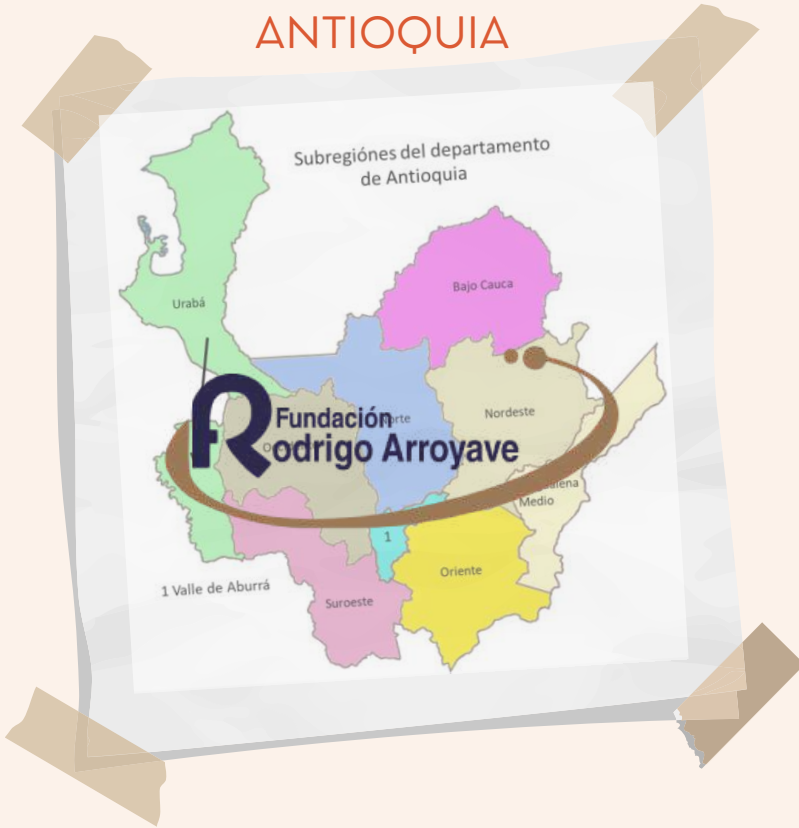 ANTIOQUIA
Subregiónes del departamento
de Antioquia
Bajo Cauca
Urabá
Nordeste
Fundación
Rodrigo Arroyave
Medio
1
Oriente
1 Valle de Aburrá
Suroeste